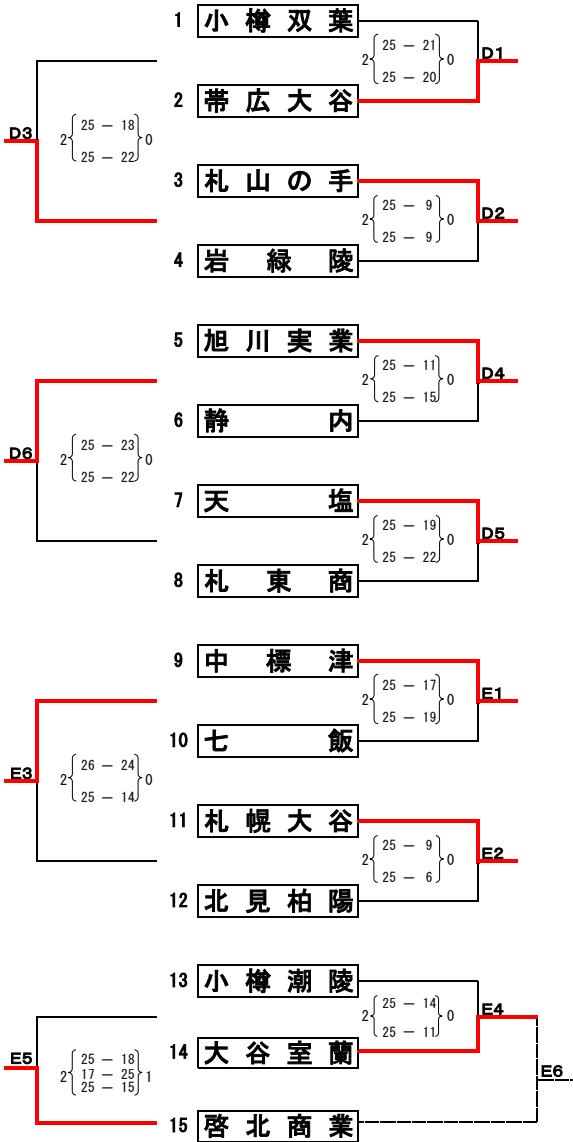 1 小樽双葉
25 － 21
2 0 D1
25 － 20
2 帯広大谷
25 － 18
D3 2 0
25 － 22
3 札山の手
25 － 9
2 0 D2
25 － 9
4 岩緑陵
5 旭川実業
25 － 11
2 0 D4
25 － 15
6 静内
25 － 23
D6 2 0
25 － 22
7 天塩
25 － 19
2 0 D5
25 － 22
8 札東商
9 中標津
25 － 17
2 0 E1
25 － 19
10 七飯
26 － 24
E3 2 0
25 － 14
11 札幌大谷
25 － 9
2 0 E2
25 － 6
12 北見柏陽
13 小樽潮陵
25 － 14
2 0 E4
25 － 11
14 大谷室蘭
25 － 18
E5 2 17 － 25 1
25 － 15
E6
15 啓北商業